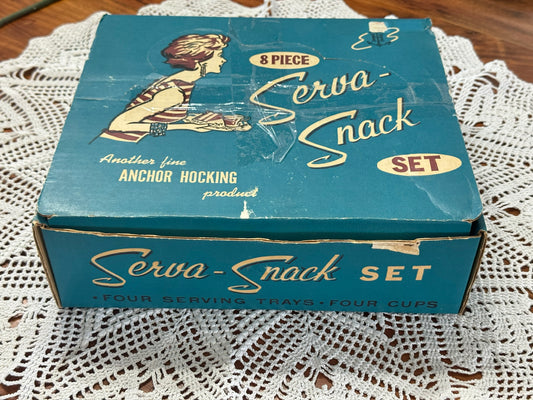 8 PIECE
Serva-
Snack
SET
Another fine
ANCHOR HOCKING
product
Serva-Snack SET
• FOUR SERVING TRAYS • FOUR CUPS